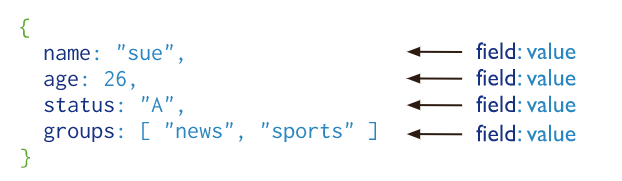 {
name: "sue", field: value
age: 26, field: value
status: "A", field: value
groups: [ "news", "sports" ] field: value
}